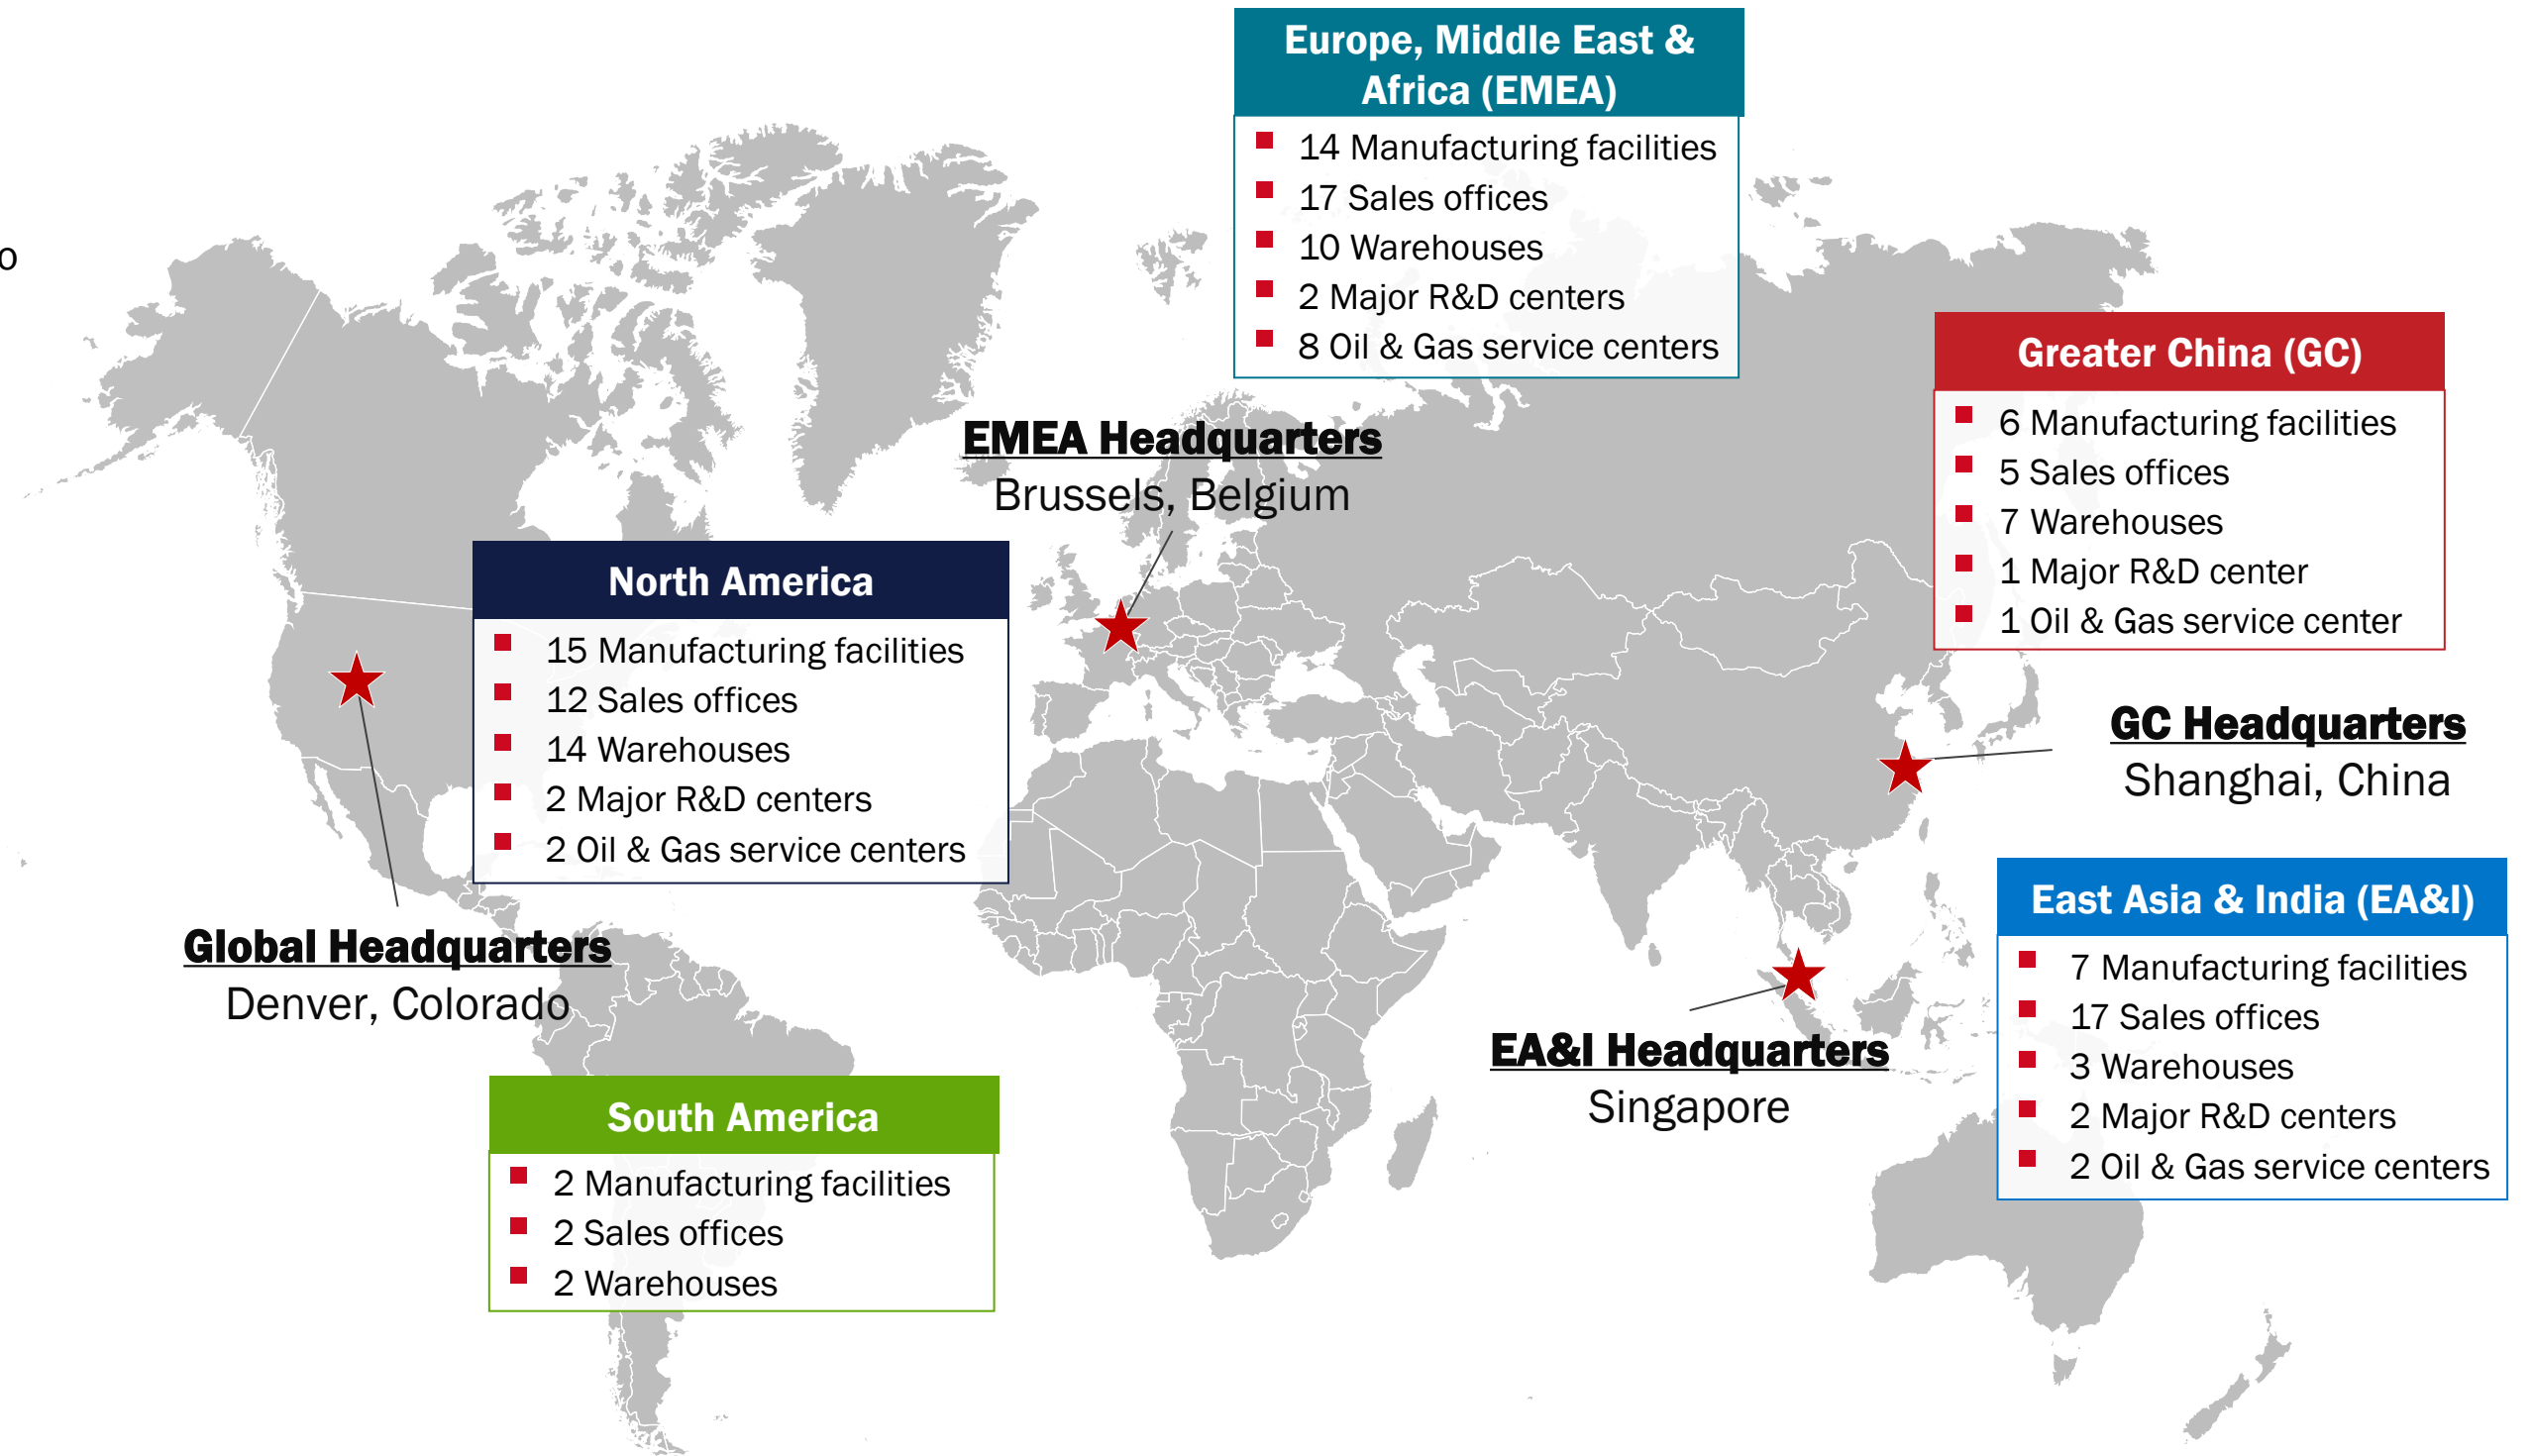 Europe, Middle East &
Africa (EMEA)
14 Manufacturing facilities
17 Sales offices
10 Warehouses
2 Major R&D centers
8 Oil & Gas service centers
o
Greater China (GC)
6 Manufacturing facilities
5 Sales offices
7 Warehouses
1 Major R&D center
1 Oil & Gas service center
EMEA Headquarters
Brussels, Belgium
North America
15 Manufacturing facilities
12 Sales offices
14 Warehouses
2 Major R&D centers
2 Oil & Gas service centers
GC Headquarters
Shanghai, China
East Asia & India (EA&I)
7 Manufacturing facilities
17 Sales offices
3 Warehouses
2 Major R&D centers
2 Oil & Gas service centers
Global Headquarters
Denver, Colorado
EA&I Headquarters
Singapore
South America
2 Manufacturing facilities
2 Sales offices
2 Warehouses